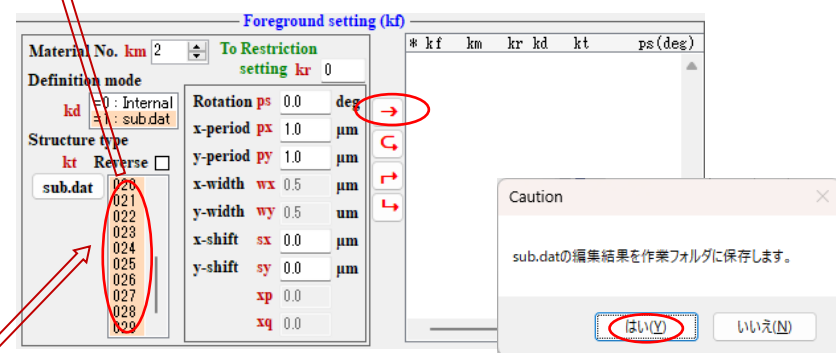 Foreground setting (kf)
Material No. km 2
To Restriction
setting kr 0
Definition mode
kd =0 : Internal
=1 : sub.dat
Structure type
kt Reverse
sub.dat
020
021
022
023
024
025
026
027
028
029
Rotation ps 0.0 deg
x-period px 1.0 μm
y-period py 1.0 μm
x-width wx 0.5 μm
y-width wy 0.5 um
x-shift sx 0.0 μm
y-shift sy 0.0 μm
xp 0.0
xq 0.0
→
* kf km kr kd kt ps(deg)
Caution
sub.datの編集結果を作業フォルダに保存します。
はい(Y)
いいえ(N)